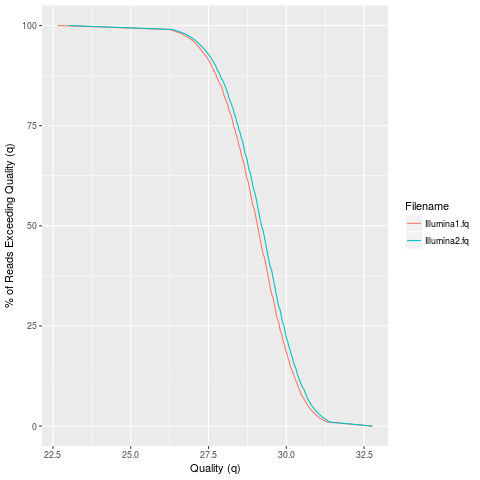 100
75
50
25
0
% of Reads Exceeding Quality (q)
22.5 25.0 27.5 30.0 32.5
Quality (q)
Filename
Illumina1.fq
Illumina2.fq